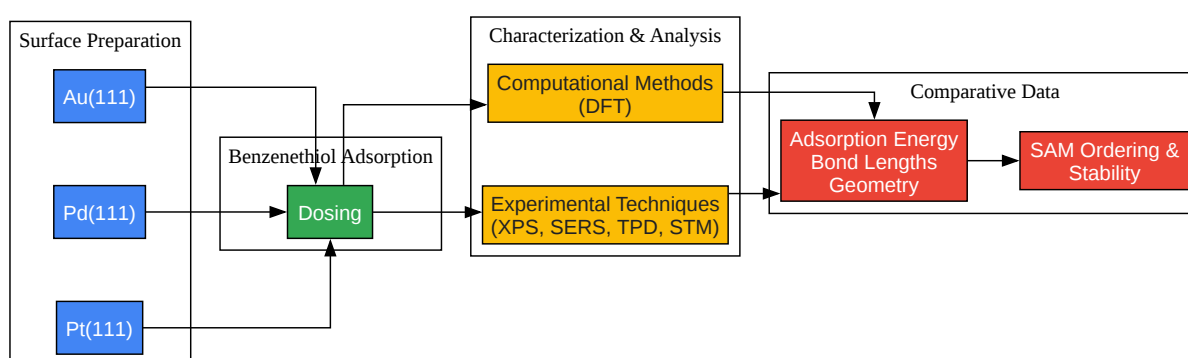 Surface Preparation
Au(111)
Pd(111)
Pt(111)
Benzenethiol Adsorption
Dosing
Characterization & Analysis
Computational Methods
(DFT)
Experimental Techniques
(XPS, SERS, TPD, STM)
Comparative Data
Adsorption Energy
Bond Lengths
Geometry
SAM Ordering &
Stability